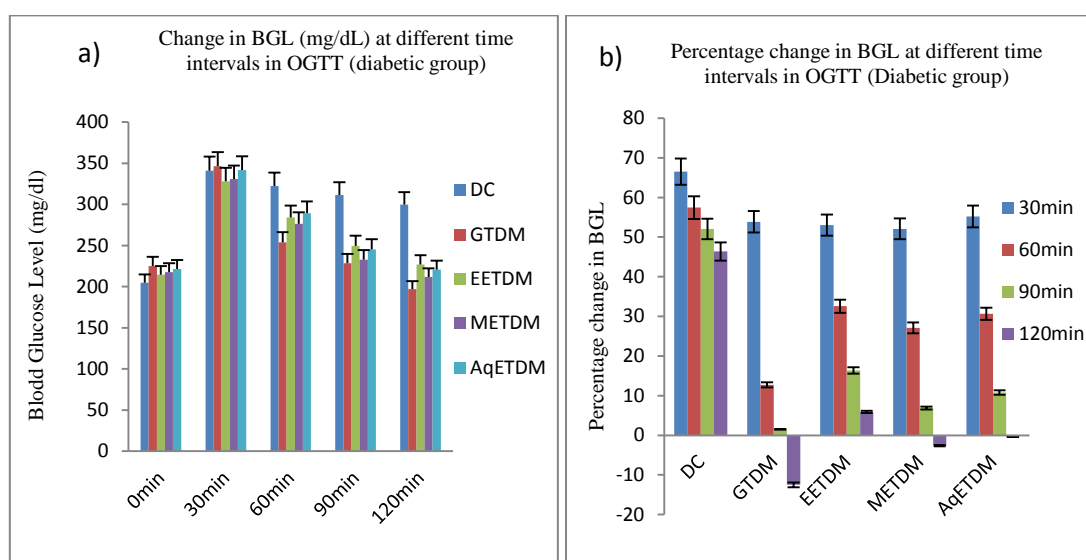 a)
Change in BGL (mg/dL) at different time
intervals in OGTT (diabetic group)
Blodd Glucose Level (mg/dl)
400
350
300
250
200
150
100
50
0
0min
30min
60min
90min
120min
DC
GTDM
EETDM
METDM
AqETDM
b)
Percentage change in BGL at different time
intervals in OGTT (Diabetic group)
Percentage change in BGL
80
70
60
50
40
30
20
10
0
-10
-20
DC
GTDM
EETDM
METDM
AqETDM
30min
60min
90min
120min